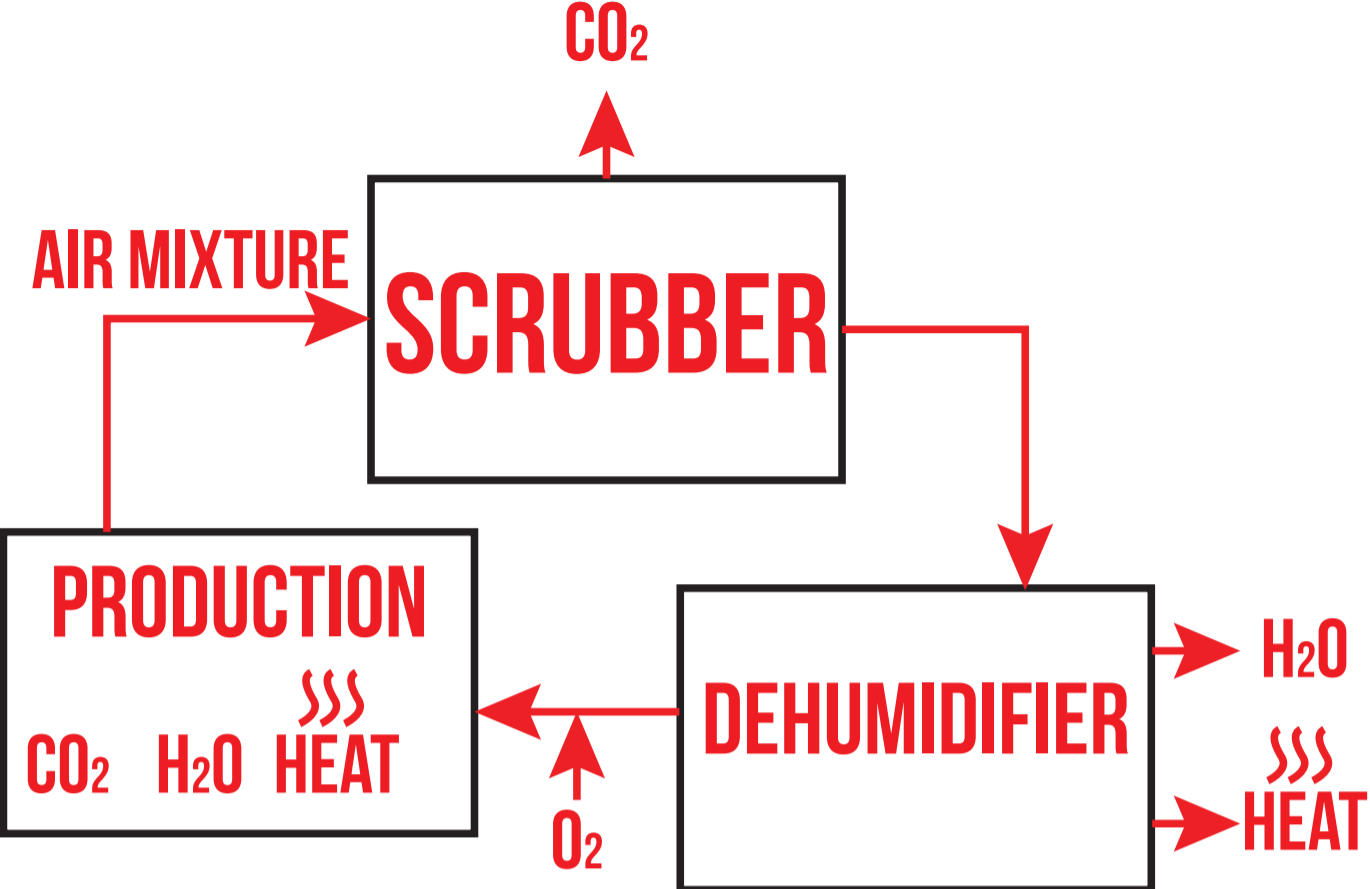 CO₂
AIR MIXTURE
SCRUBBER
PRODUCTION
CO₂ H₂O HEAT
DEHUMIDIFIER
H₂O
HEAT
O₂